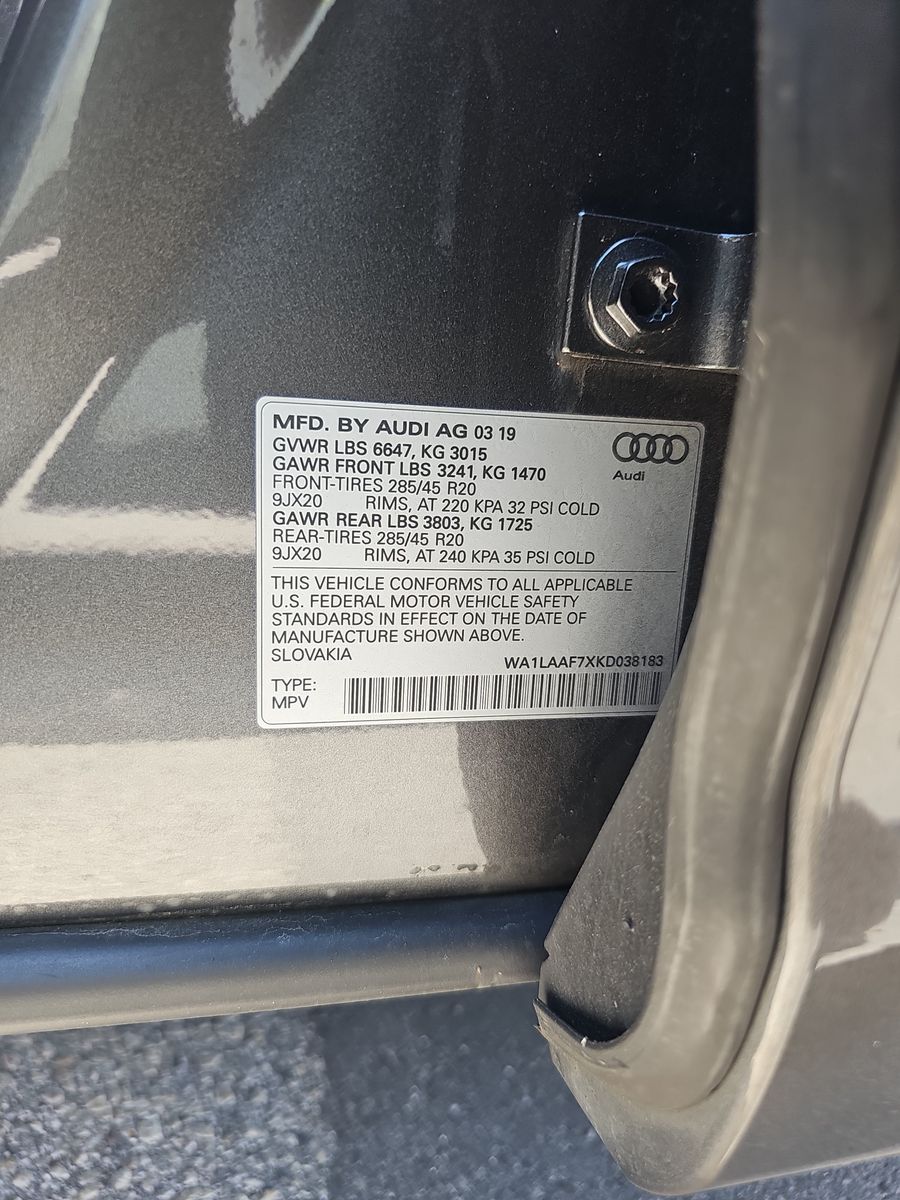 MFD. BY AUDI AG 03 19
GVWR LBS 6647, KG 3015
GAWR FRONT LBS 3241, KG 1470
FRONT-TIRES 285/45 R20
9JX20 RIMS, AT 220 KPA 32 PSI COLD
GAWR REAR LBS 3803, KG 1725
REAR-TIRES 285/45 R20
9JX20 RIMS, AT 240 KPA 35 PSI COLD
Audi
THIS VEHICLE CONFORMS TO ALL APPLICABLE
U.S. FEDERAL MOTOR VEHICLE SAFETY
STANDARDS IN EFFECT ON THE DATE OF
MANUFACTURE SHOWN ABOVE.
SLOVAKIA WA1LAAF7XKD038183
TYPE:
MPV